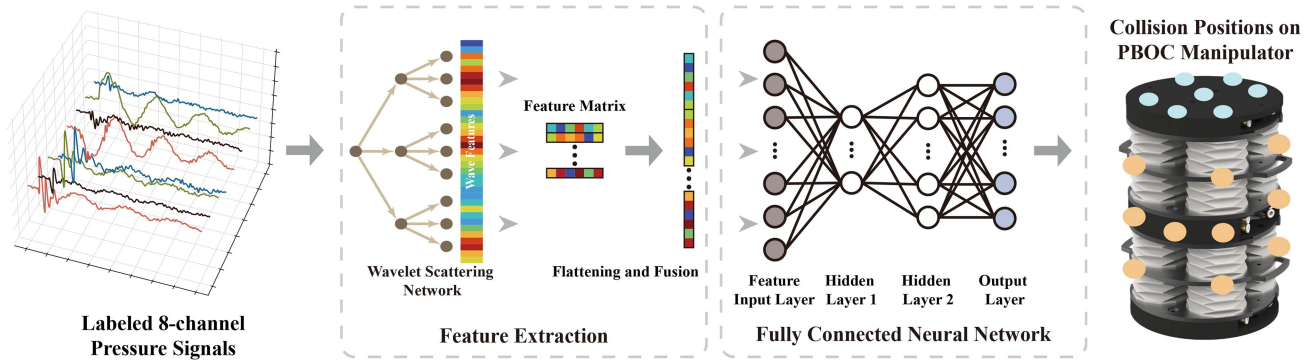 Labeled 8-channel
Pressure Signals
Wave Features
Wavelet Scattering
Network
Feature Matrix
Flattening and Fusion
Feature Extraction
Feature
Input Layer
Hidden
Layer 1
Hidden
Layer 2
Output
Layer
Fully Connected Neural Network
Collision Positions on
PBOC Manipulator